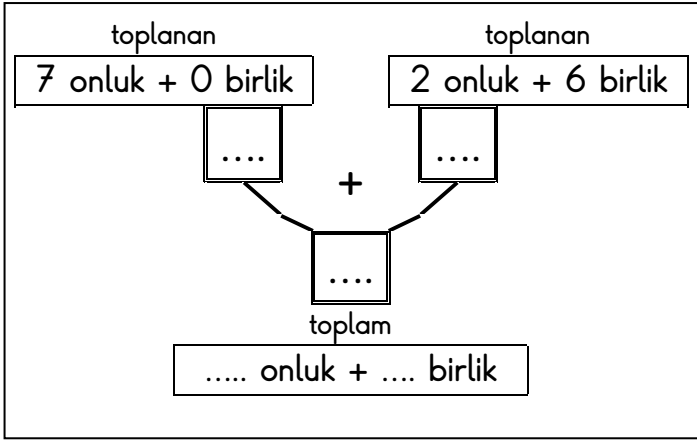 toplanan toplanan
7 onluk + 0 birlik 2 onluk + 6 birlik
.... ....
+
....
toplam
..... onluk + .... birlik